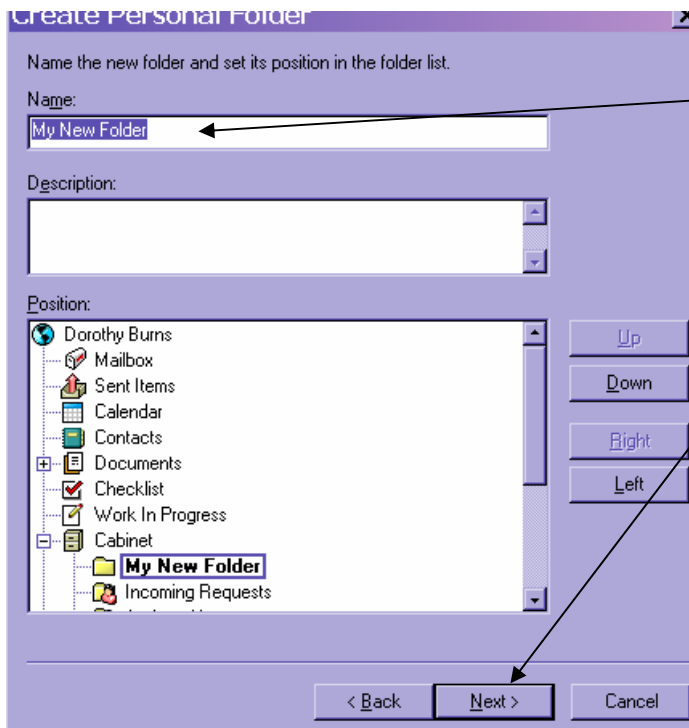 Create Personal Folder
Name the new folder and set its position in the folder list.
Name:
My New Folder
Description:
Position:
Dorothy Burns
Mailbox
Sent Items
Calendar
Contacts
Documents
Checklist
Work In Progress
Cabinet
My New Folder
Incoming Requests
Up
Down
Right
Left
< Back
Next >
Cancel